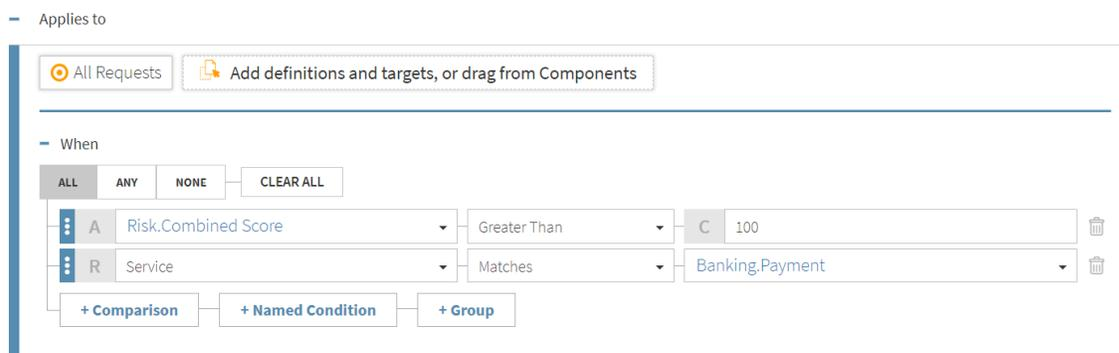 Applies to
All Requests Add definitions and targets, or drag from Components
When
ALL ANY NONE CLEAR ALL
A Risk.Combined Score Greater Than C 100
R Service Matches Banking.Payment
+ Comparison + Named Condition + Group